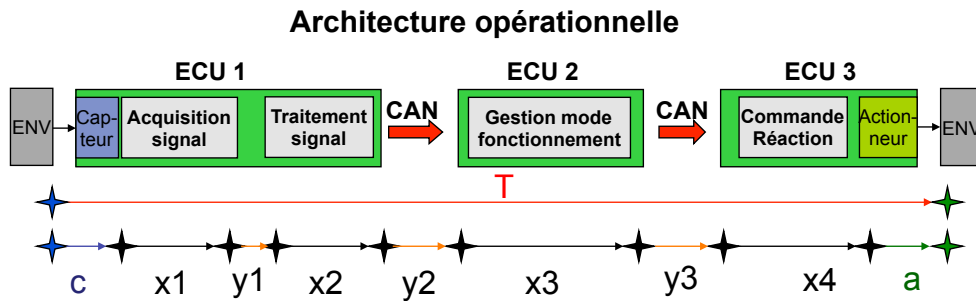 Architecture opérationnelle
ECU 1
ECU 2
ECU 3
ENV
Cap-
teur
Acquisition
signal
Traitement
signal
CAN
Gestion mode
fonctionnement
CAN
Commande
Réaction
Action-
neur
ENV
T
c
x1
y1
x2
y2
x3
y3
x4
a